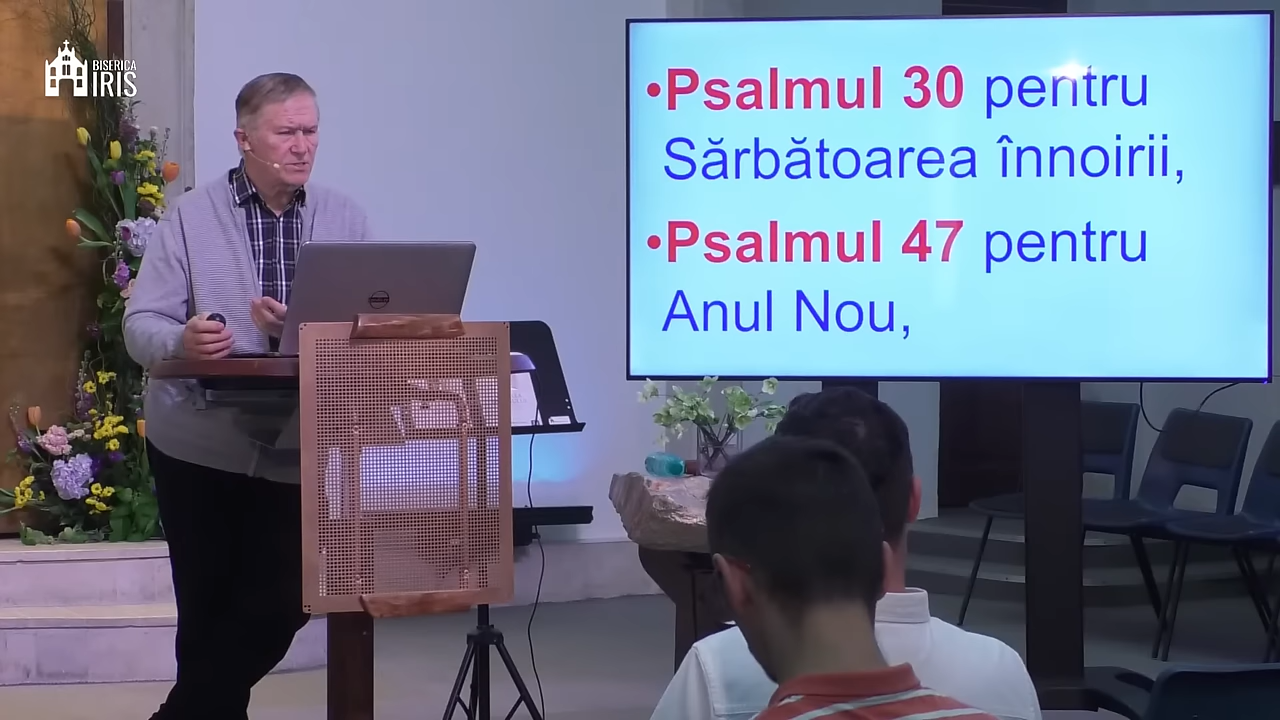 BISERICA
IRIS
•Psalmul 30 pentru
Sărbătoarea înnoirii,
•Psalmul 47 pentru
Anul Nou,